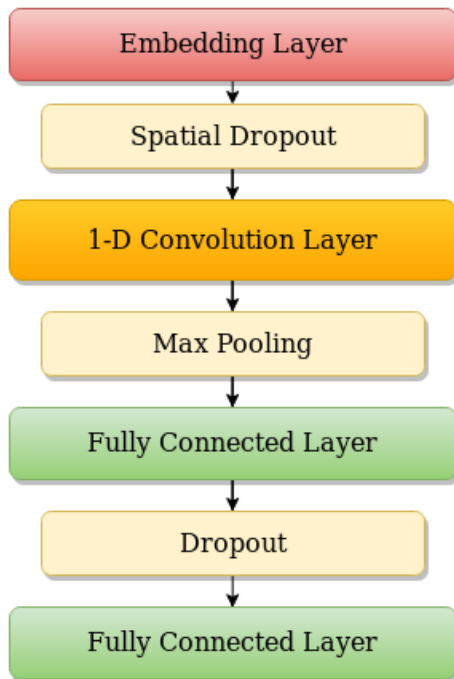 Embedding Layer
Spatial Dropout
1-D Convolution Layer
Max Pooling
Fully Connected Layer
Dropout
Fully Connected Layer